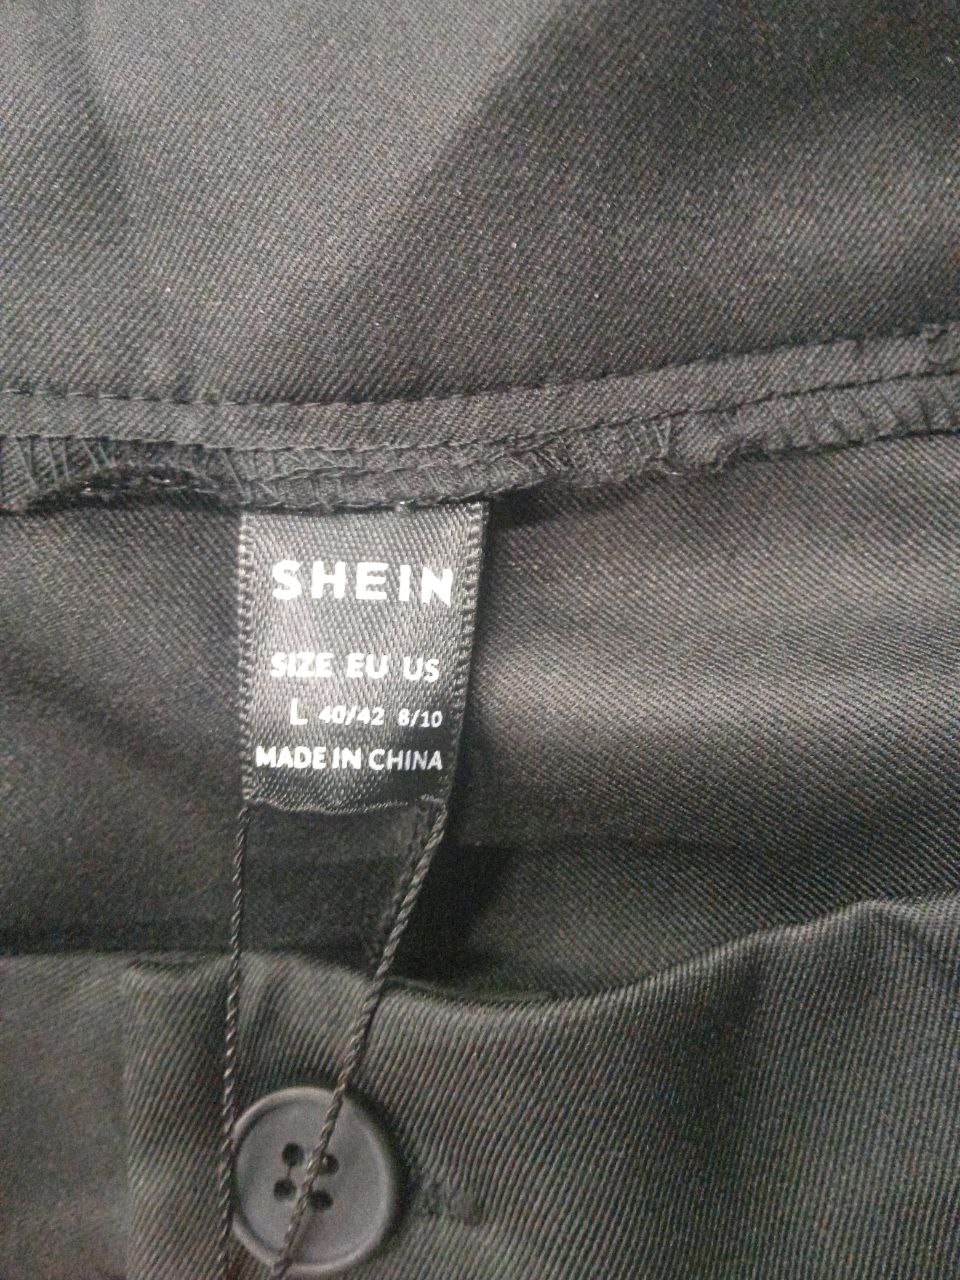 SHEIN
SIZE EU US
L 40/42 8/10
MADE IN CHINA